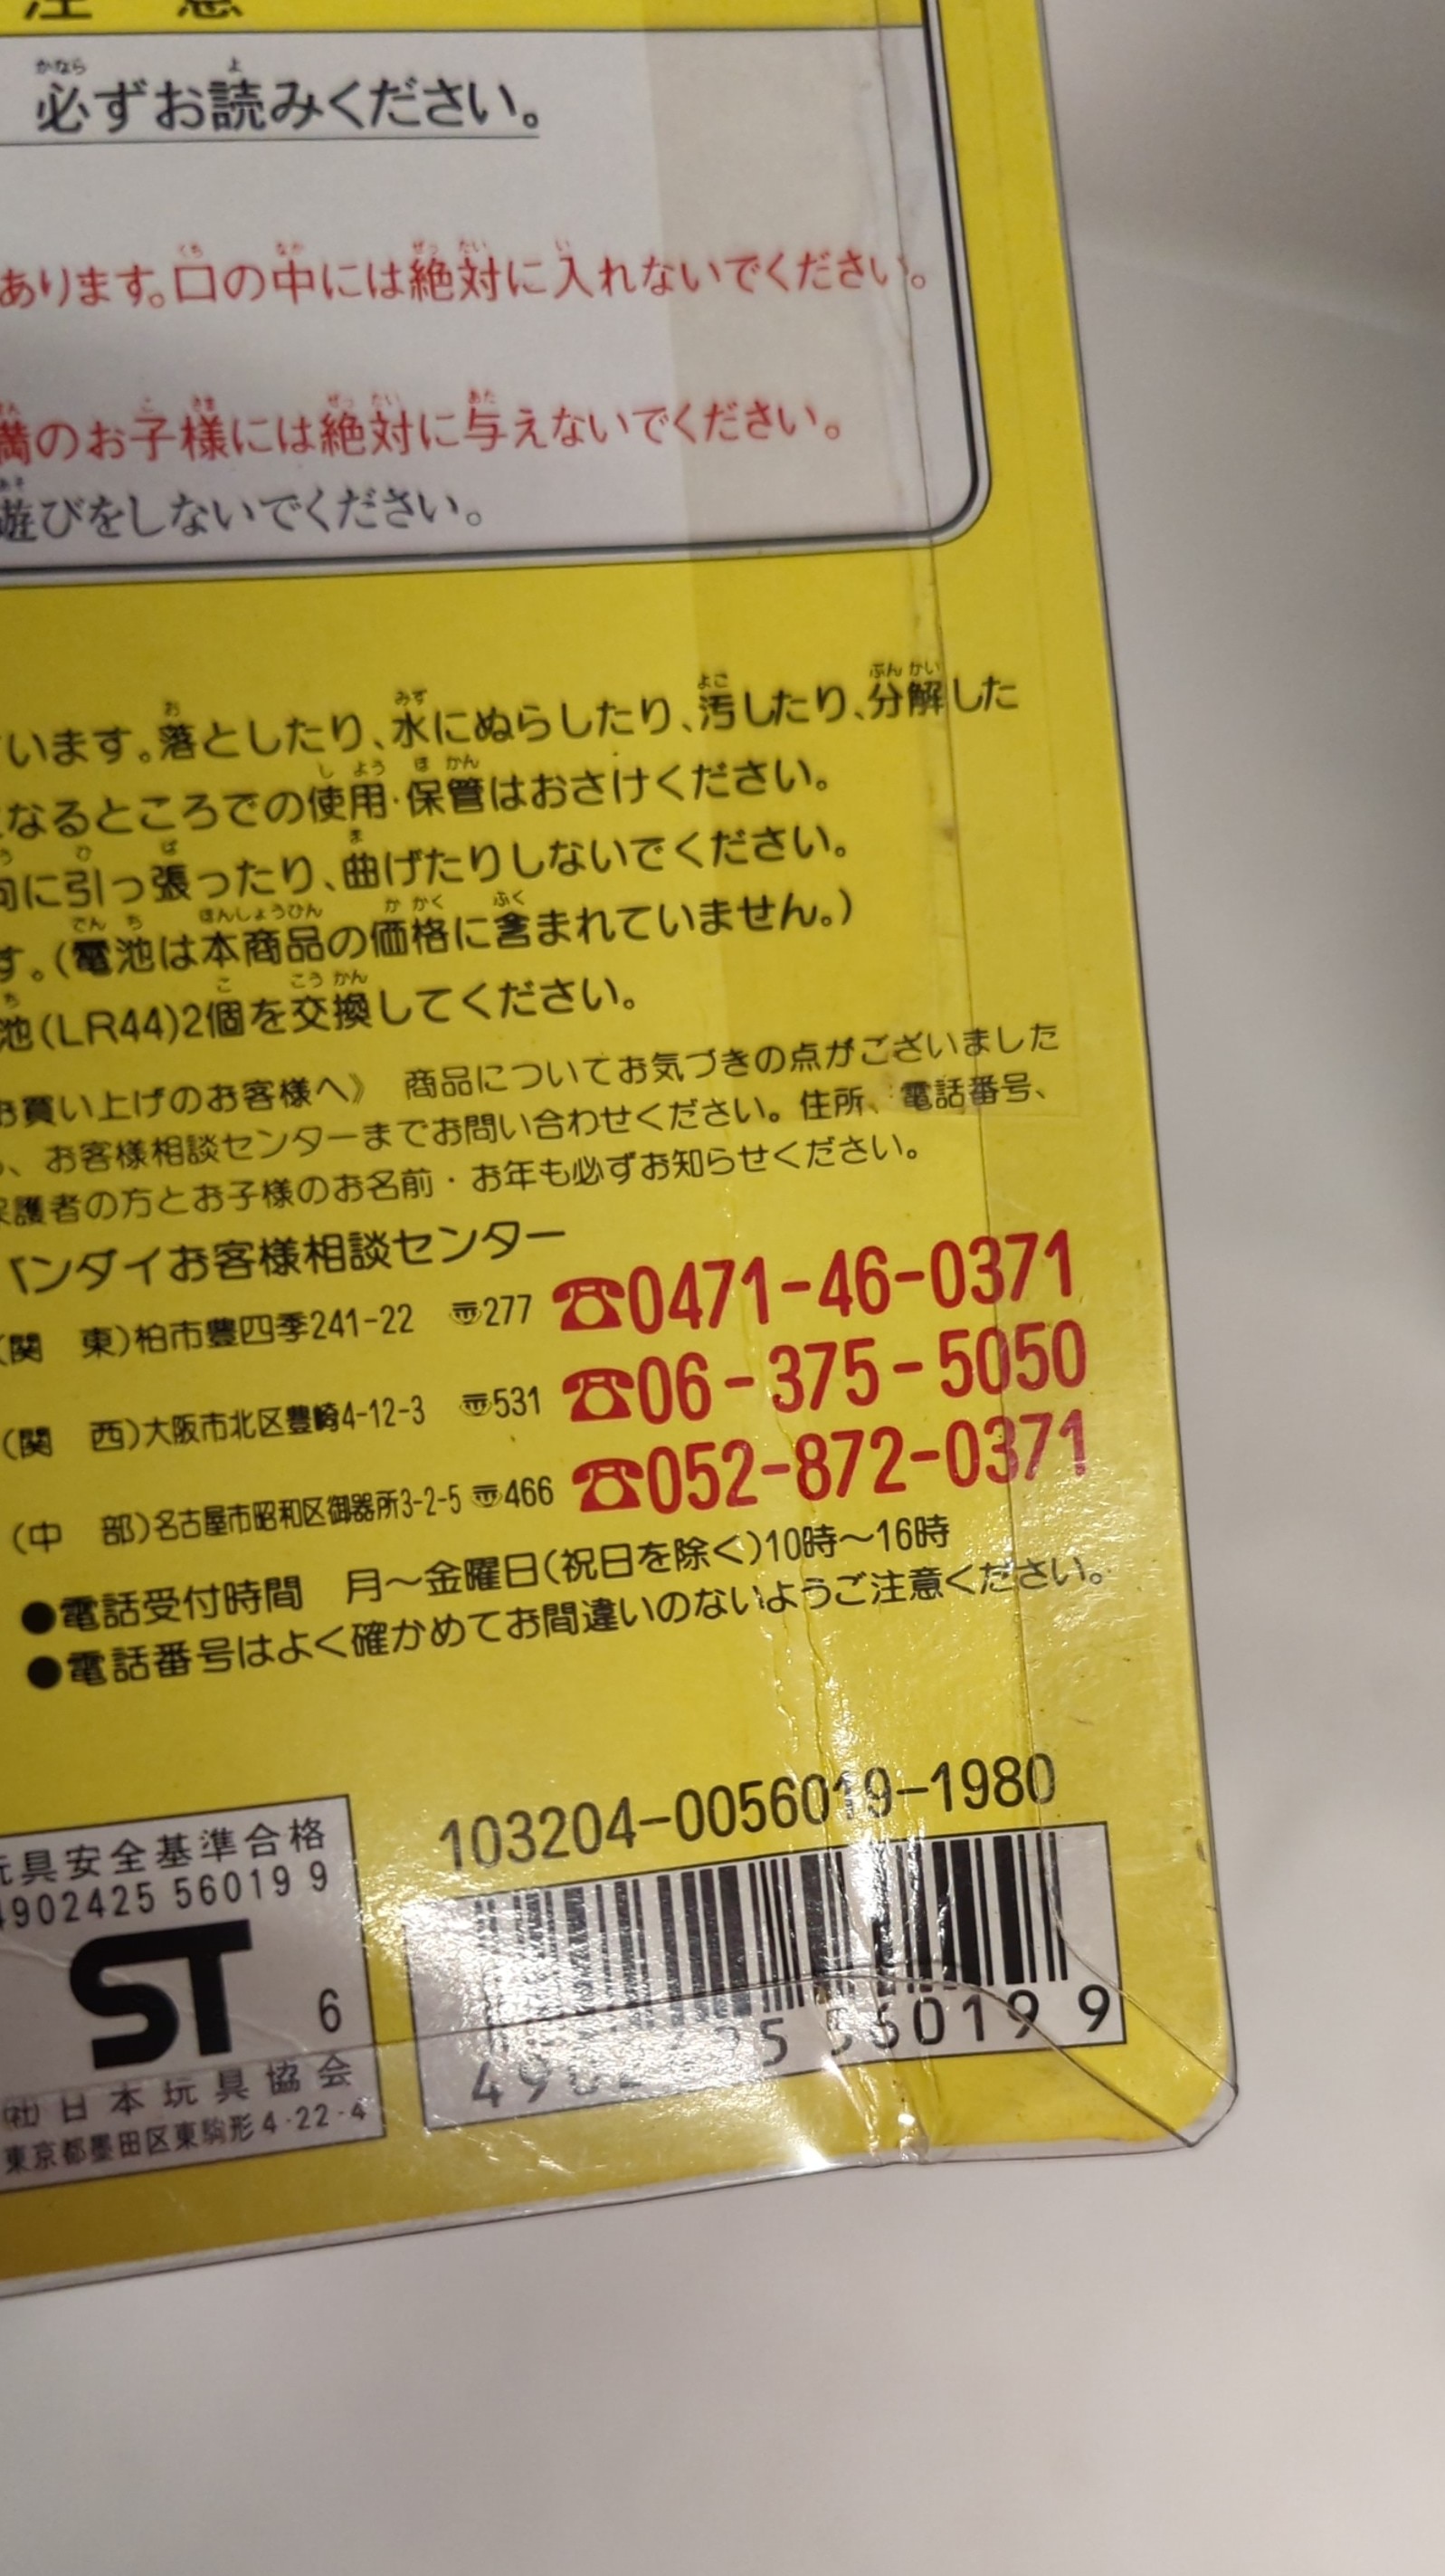 注 意
必ずお読みください。
あります。口の中には絶対に入れないでください。
満のお子様には絶対に与えないでください。
遊びをしないでください。
います。落としたり、水にぬらしたり、汚したり、分解した
なるところでの使用・保管はおさけください。
向に引っ張ったり、曲げたりしないでください。
す。(電池は本商品の価格に含まれていません。)
池(LR44)2個を交換してください。
お買い上げのお客様へ》 商品についてお気づきの点がございました
、お客様相談センターまでお問い合わせください。住所、電話番号、
保護者の方とお子様のお名前・お年も必ずお知らせください。
バンダイお客様相談センター
(関 東)柏市豊四季241-22 〠277 ☎0471-46-0371
(関 西)大阪市北区豊崎4-12-3 〠531 ☎06-375-5050
(中 部)名古屋市昭和区御器所3-2-5 〠466 ☎052-872-0371
●電話受付時間 月〜金曜日(祝日を除く)10時〜16時
●電話番号はよく確かめてお間違いのないようご注意ください。
103204-0056019-1980
玩具安全基準合格
4902425 56019 9
ST 6
(社)日本玩具協会
東京都墨田区東駒形4-22-4
4902425 56019 9